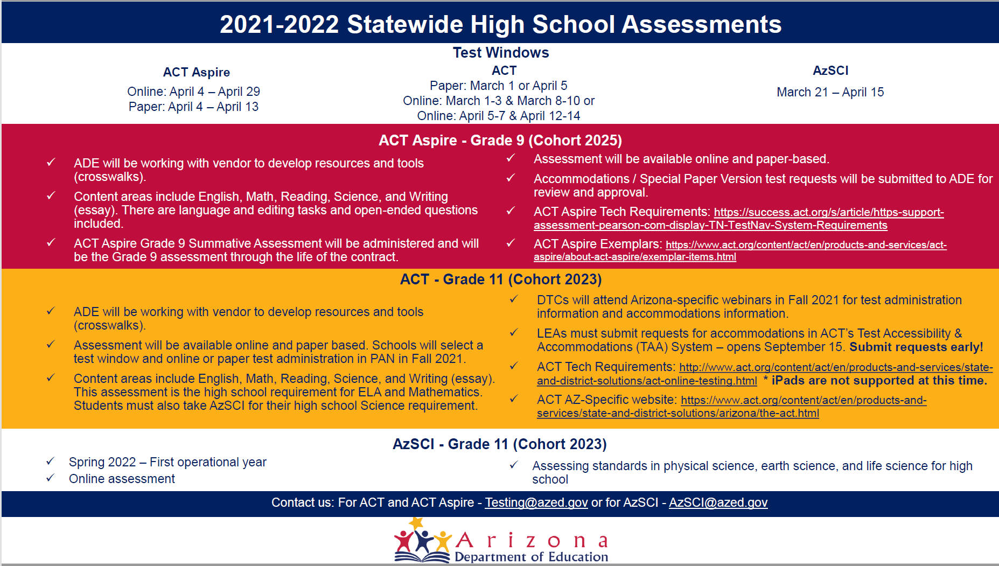 2021-2022 Statewide High School Assessments
Test Windows
ACT Aspire
Online: April 4 – April 29
Paper: April 4 – April 13
ACT
Paper: March 1 or April 5
Online: March 1-3 & March 8-10 or
Online: April 5-7 & April 12-14
AzSCI
March 21 – April 15
ACT Aspire - Grade 9 (Cohort 2025)
✓ ADE will be working with vendor to develop resources and tools
(crosswalks).
✓ Content areas include English, Math, Reading, Science, and Writing
(essay). There are language and editing tasks and open-ended questions
included.
✓ ACT Aspire Grade 9 Summative Assessment will be administered and will
be the Grade 9 assessment through the life of the contract.
✓ Assessment will be available online and paper-based.
✓ Accommodations / Special Paper Version test requests will be submitted to ADE for
review and approval.
✓ ACT Aspire Tech Requirements: https://success.act.org/s/article/https-support-
assessment-pearson-com-display-TN-TestNav-System-Requirements
✓ ACT Aspire Exemplars: https://www.act.org/content/act/en/products-and-services/act-
aspire/about-act-aspire/exemplar-items.html
ACT - Grade 11 (Cohort 2023)
✓ ADE will be working with vendor to develop resources and tools
(crosswalks).
✓ Assessment will be available online and paper based. Schools will select a
test window and online or paper test administration in PAN in Fall 2021.
✓ Content areas include English, Math, Reading, Science, and Writing (essay).
This assessment is the high school requirement for ELA and Mathematics.
Students must also take AzSCI for their high school Science requirement.
✓ DTCs will attend Arizona-specific webinars in Fall 2021 for test administration
information and accommodations information.
✓ LEAs must submit requests for accommodations in ACT’s Test Accessibility &
Accommodations (TAA) System – opens September 15. Submit requests early!
✓ ACT Tech Requirements: http://www.act.org/content/act/en/products-and-services/state-
and-district-solutions/act-online-testing.html * iPads are not supported at this time.
✓ ACT AZ-Specific website: https://www.act.org/content/act/en/products-and-
services/state-and-district-solutions/arizona/the-act.html
AzSCI - Grade 11 (Cohort 2023)
✓ Spring 2022 – First operational year
✓ Online assessment
✓ Assessing standards in physical science, earth science, and life science for high
school
Contact us: For ACT and ACT Aspire - Testing@azed.gov or for AzSCI - AzSCI@azed.gov
Arizona
Department of Education